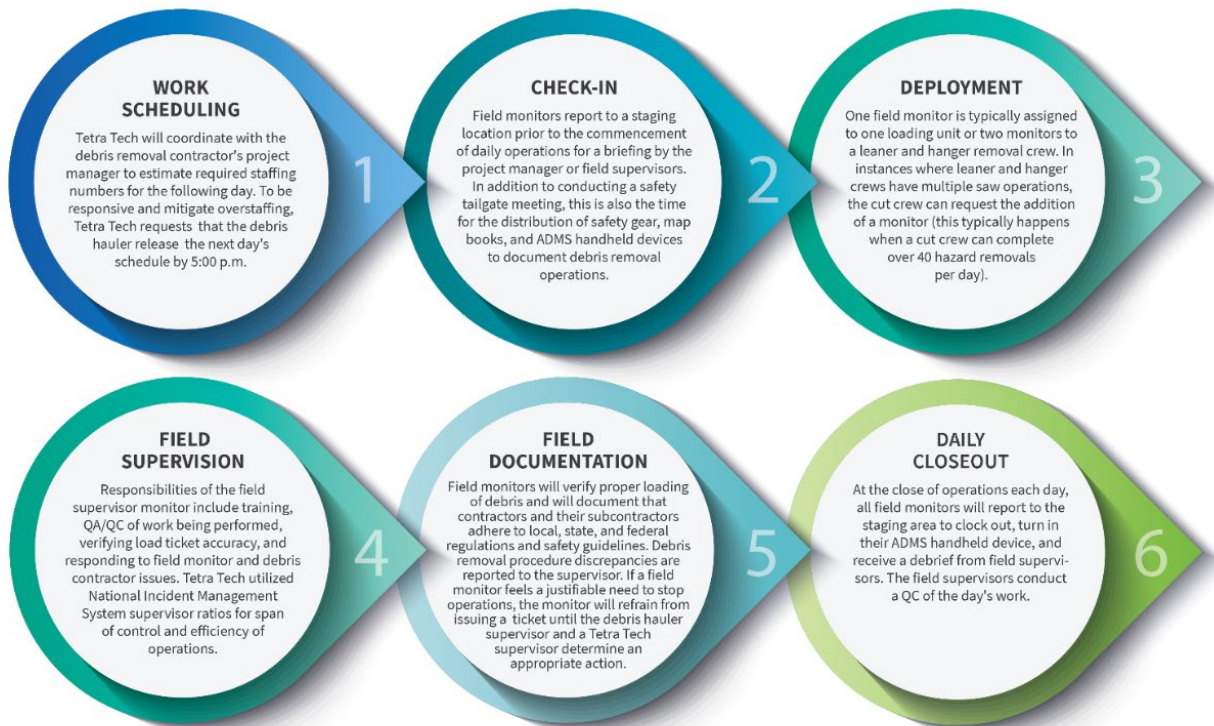 WORK
SCHEDULING
Tetra Tech will coordinate with the
debris removal contractor's project
manager to estimate required staffing
numbers for the following day. To be
responsive and mitigate overstaffing,
Tetra Tech requests that the debris
hauler release the next day's
schedule by 5:00 p.m.
1
CHECK-IN
Field monitors report to a staging
location prior to the commencement
of daily operations for a briefing by the
project manager or field supervisors.
In addition to conducting a safety
tailgate meeting, this is also the time
for the distribution of safety gear, map
books, and ADMS handheld devices
to document debris removal
operations.
2
DEPLOYMENT
One field monitor is typically assigned
to one loading unit or two monitors to
a leaner and hanger removal crew. In
instances where leaner and hanger
crews have multiple saw operations,
the cut crew can request the addition
of a monitor (this typically happens
when a cut crew can complete
over 40 hazard removals
per day).
3
FIELD
SUPERVISION
Responsibilities of the field
supervisor monitor include training,
QA/QC of work being performed,
verifying load ticket accuracy, and
responding to field monitor and debris
contractor issues. Tetra Tech utilized
National Incident Management
System supervisor ratios for span
of control and efficiency of
operations.
4
FIELD
DOCUMENTATION
Field monitors will verify proper loading
of debris and will document that
contractors and their subcontractors
adhere to local, state, and federal
regulations and safety guidelines. Debris
removal procedure discrepancies are
reported to the supervisor. If a field
monitor feels a justifiable need to stop
operations, the monitor will refrain from
issuing a ticket until the debris hauler
supervisor and a Tetra Tech
supervisor determine an
appropriate action.
5
DAILY
CLOSEOUT
At the close of operations each day,
all field monitors will report to the
staging area to clock out, turn in
their ADMS handheld device, and
receive a debrief from field supervi-
sors. The field supervisors conduct
a QC of the day's work.
6